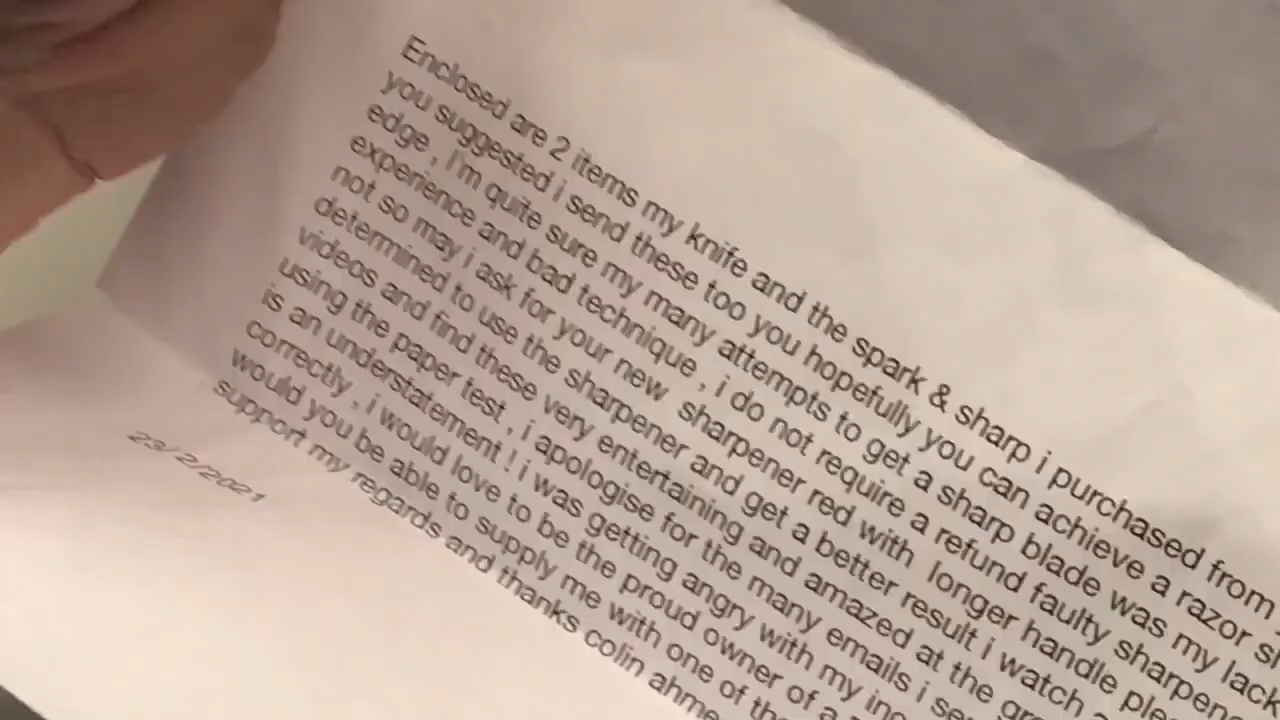 Enclosed are 2 items my knife and the spark & sharp i purchased from
you suggested i send these too you hopefully you can achieve a razor
edge , I'm quite sure my many attempts to get a sharp blade was my lack
experience and bad technique , i do not require a refund faulty
not so may i ask for your new sharpener red with longer handle
determined to use the sharpener and get a better result i watch
videos and find these very entertaining and amazed at the
using the paper test , i apologise for the many emails i
is an understatement ! i was getting angry with my
correctly , i would love to be the proud owner of a
would you be able to supply me with one of
support my regards and thanks colin
23/2/2021